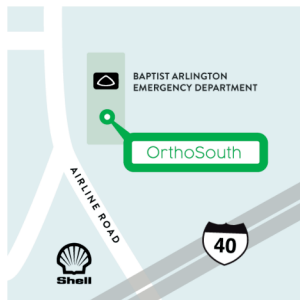 BAPTIST ARLINGTON
EMERGENCY DEPARTMENT
OrthoSouth
AIRLINE ROAD
40
Shell